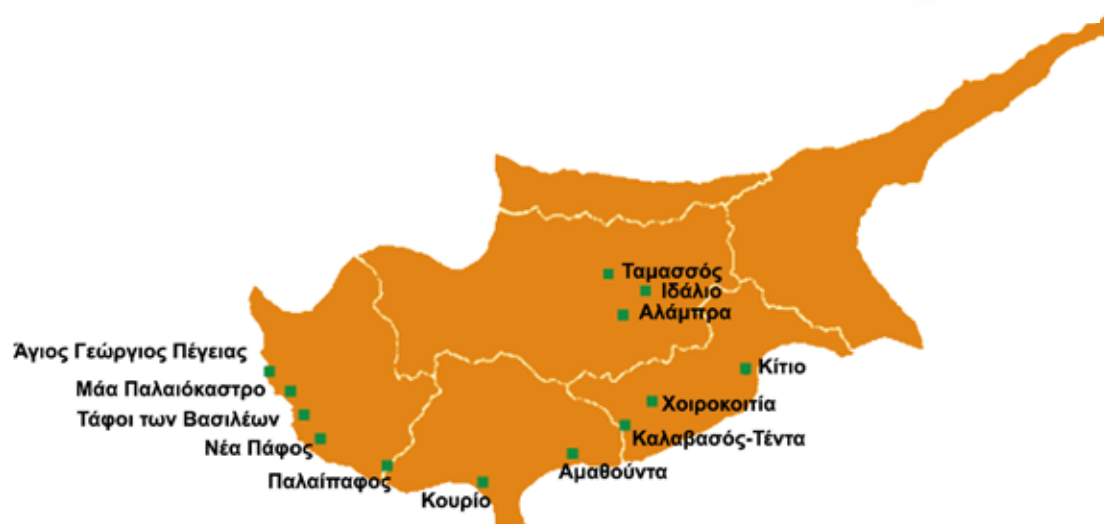 Ταμασσός
Ιδάλιο
Αλάμπρα
Άγιος Γεώργιος Πέγειας
Κίτιο
Μάα Παλαιόκαστρο
Χοιροκοιτία
Τάφοι των Βασιλέων
Καλαβασός-Τέντα
Νέα Πάφος
Αμαθούντα
Παλαίπαφος
Κουρίο